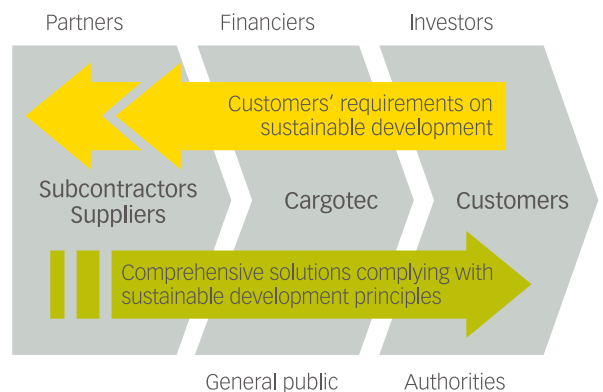 Partners
Financiers
Investors
Customers’ requirements on
sustainable development
Subcontractors
Suppliers
Cargotec
Customers
Comprehensive solutions complying with
sustainable development principles
General public
Authorities